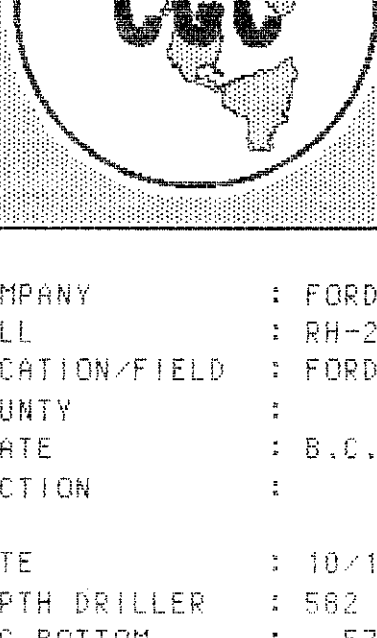 MPANY : FORD
LL : RH-2
CATION/FIELD : FORD
UNTY :
ATE : B.C.
CTION :
TE : 10/1
PTH DRILLER : 582